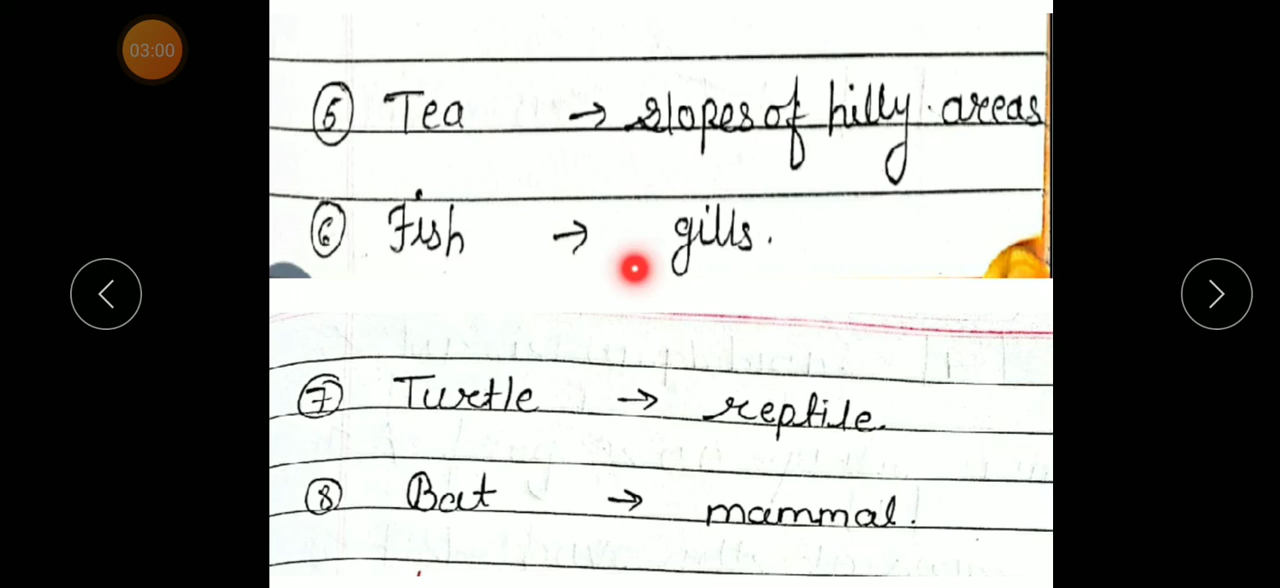 03:00
5 Tea → slopes of hilly areas
6 Fish → gills.
7 Turtle → reptile.
8 Bat → mammal.